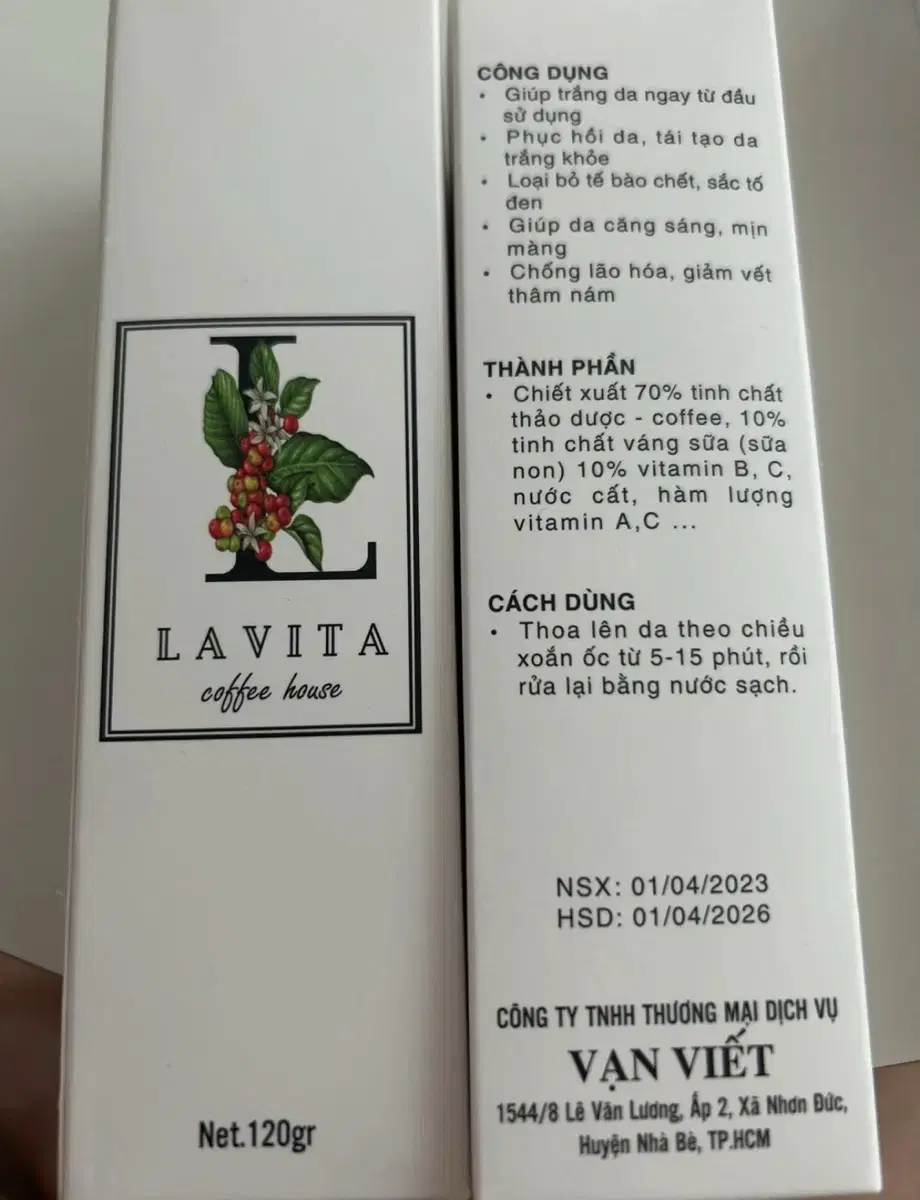 L
LAVITA
coffee house
Net.120gr
CÔNG DỤNG
• Giúp trắng da ngay từ đầu
sử dụng
• Phục hồi da, tái tạo da
trắng khỏe
• Loại bỏ tế bào chết, sắc tố
đen
• Giúp da căng sáng, mịn
màng
• Chống lão hóa, giảm vết
thâm nám
THÀNH PHẦN
• Chiết xuất 70% tinh chất
thảo dược - coffee, 10%
tinh chất váng sữa (sữa
non) 10% vitamin B, C,
nước cất, hàm lượng
vitamin A,C ...
CÁCH DÙNG
• Thoa lên da theo chiều
xoắn ốc từ 5-15 phút, rồi
rửa lại bằng nước sạch.
NSX: 01/04/2023
HSD: 01/04/2026
CÔNG TY TNHH THƯƠNG MẠI DỊCH VỤ
VẠN VIẾT
1544/8 Lê Văn Lương, Ấp 2, Xã Nhơn Đức,
Huyện Nhà Bè, TP.HCM